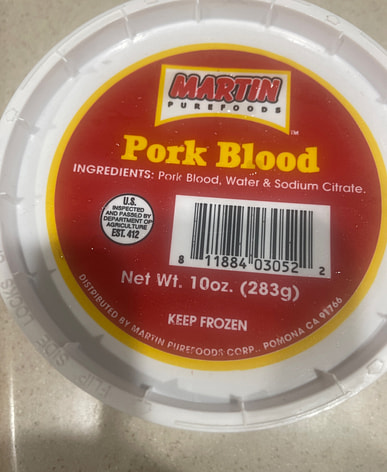 MARTIN
PUREFOODS
TM
Pork Blood
INGREDIENTS: Pork Blood, Water & Sodium Citrate.
U.S.
INSPECTED
AND PASSED BY
DEPARTMENT OF
AGRICULTURE
EST. 412
8 11884 03052 2
Net Wt. 10oz. (283g)
KEEP FROZEN
DISTRIBUTED BY MARTIN PUREFOODS CORP., POMONA CA 91766